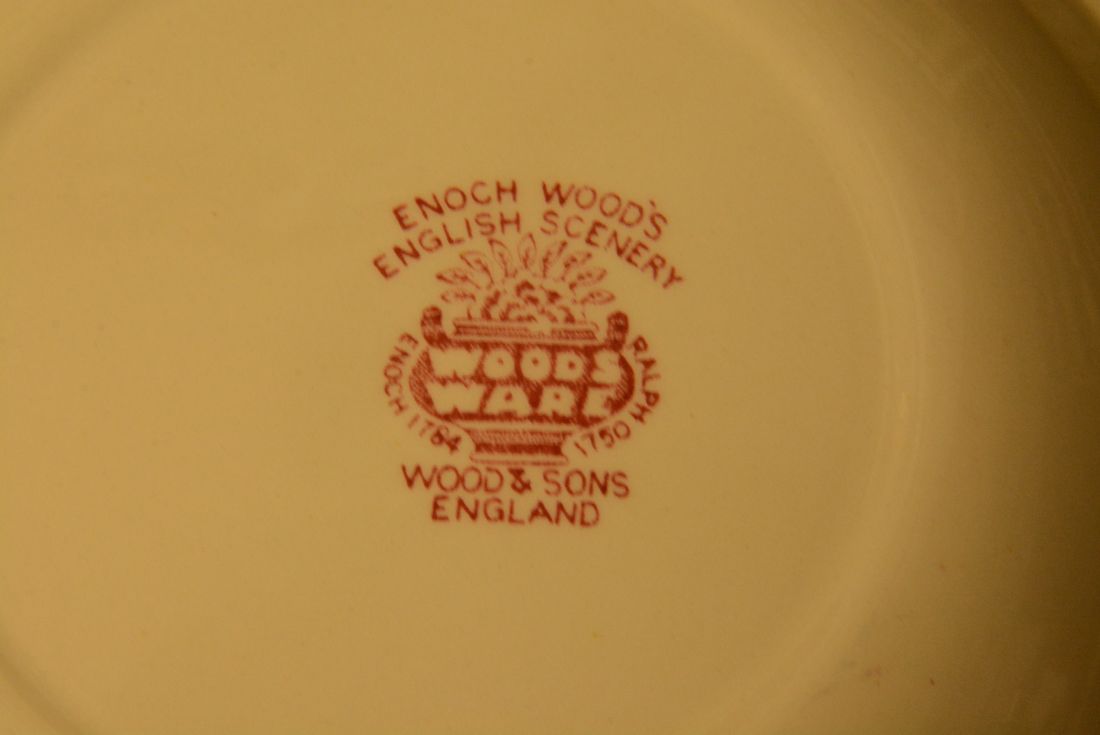 ENOCH WOOD'S
ENGLISH SCENERY
WOODS
WARE
ENOCH 1784
RALPH 1750
WOOD & SONS
ENGLAND